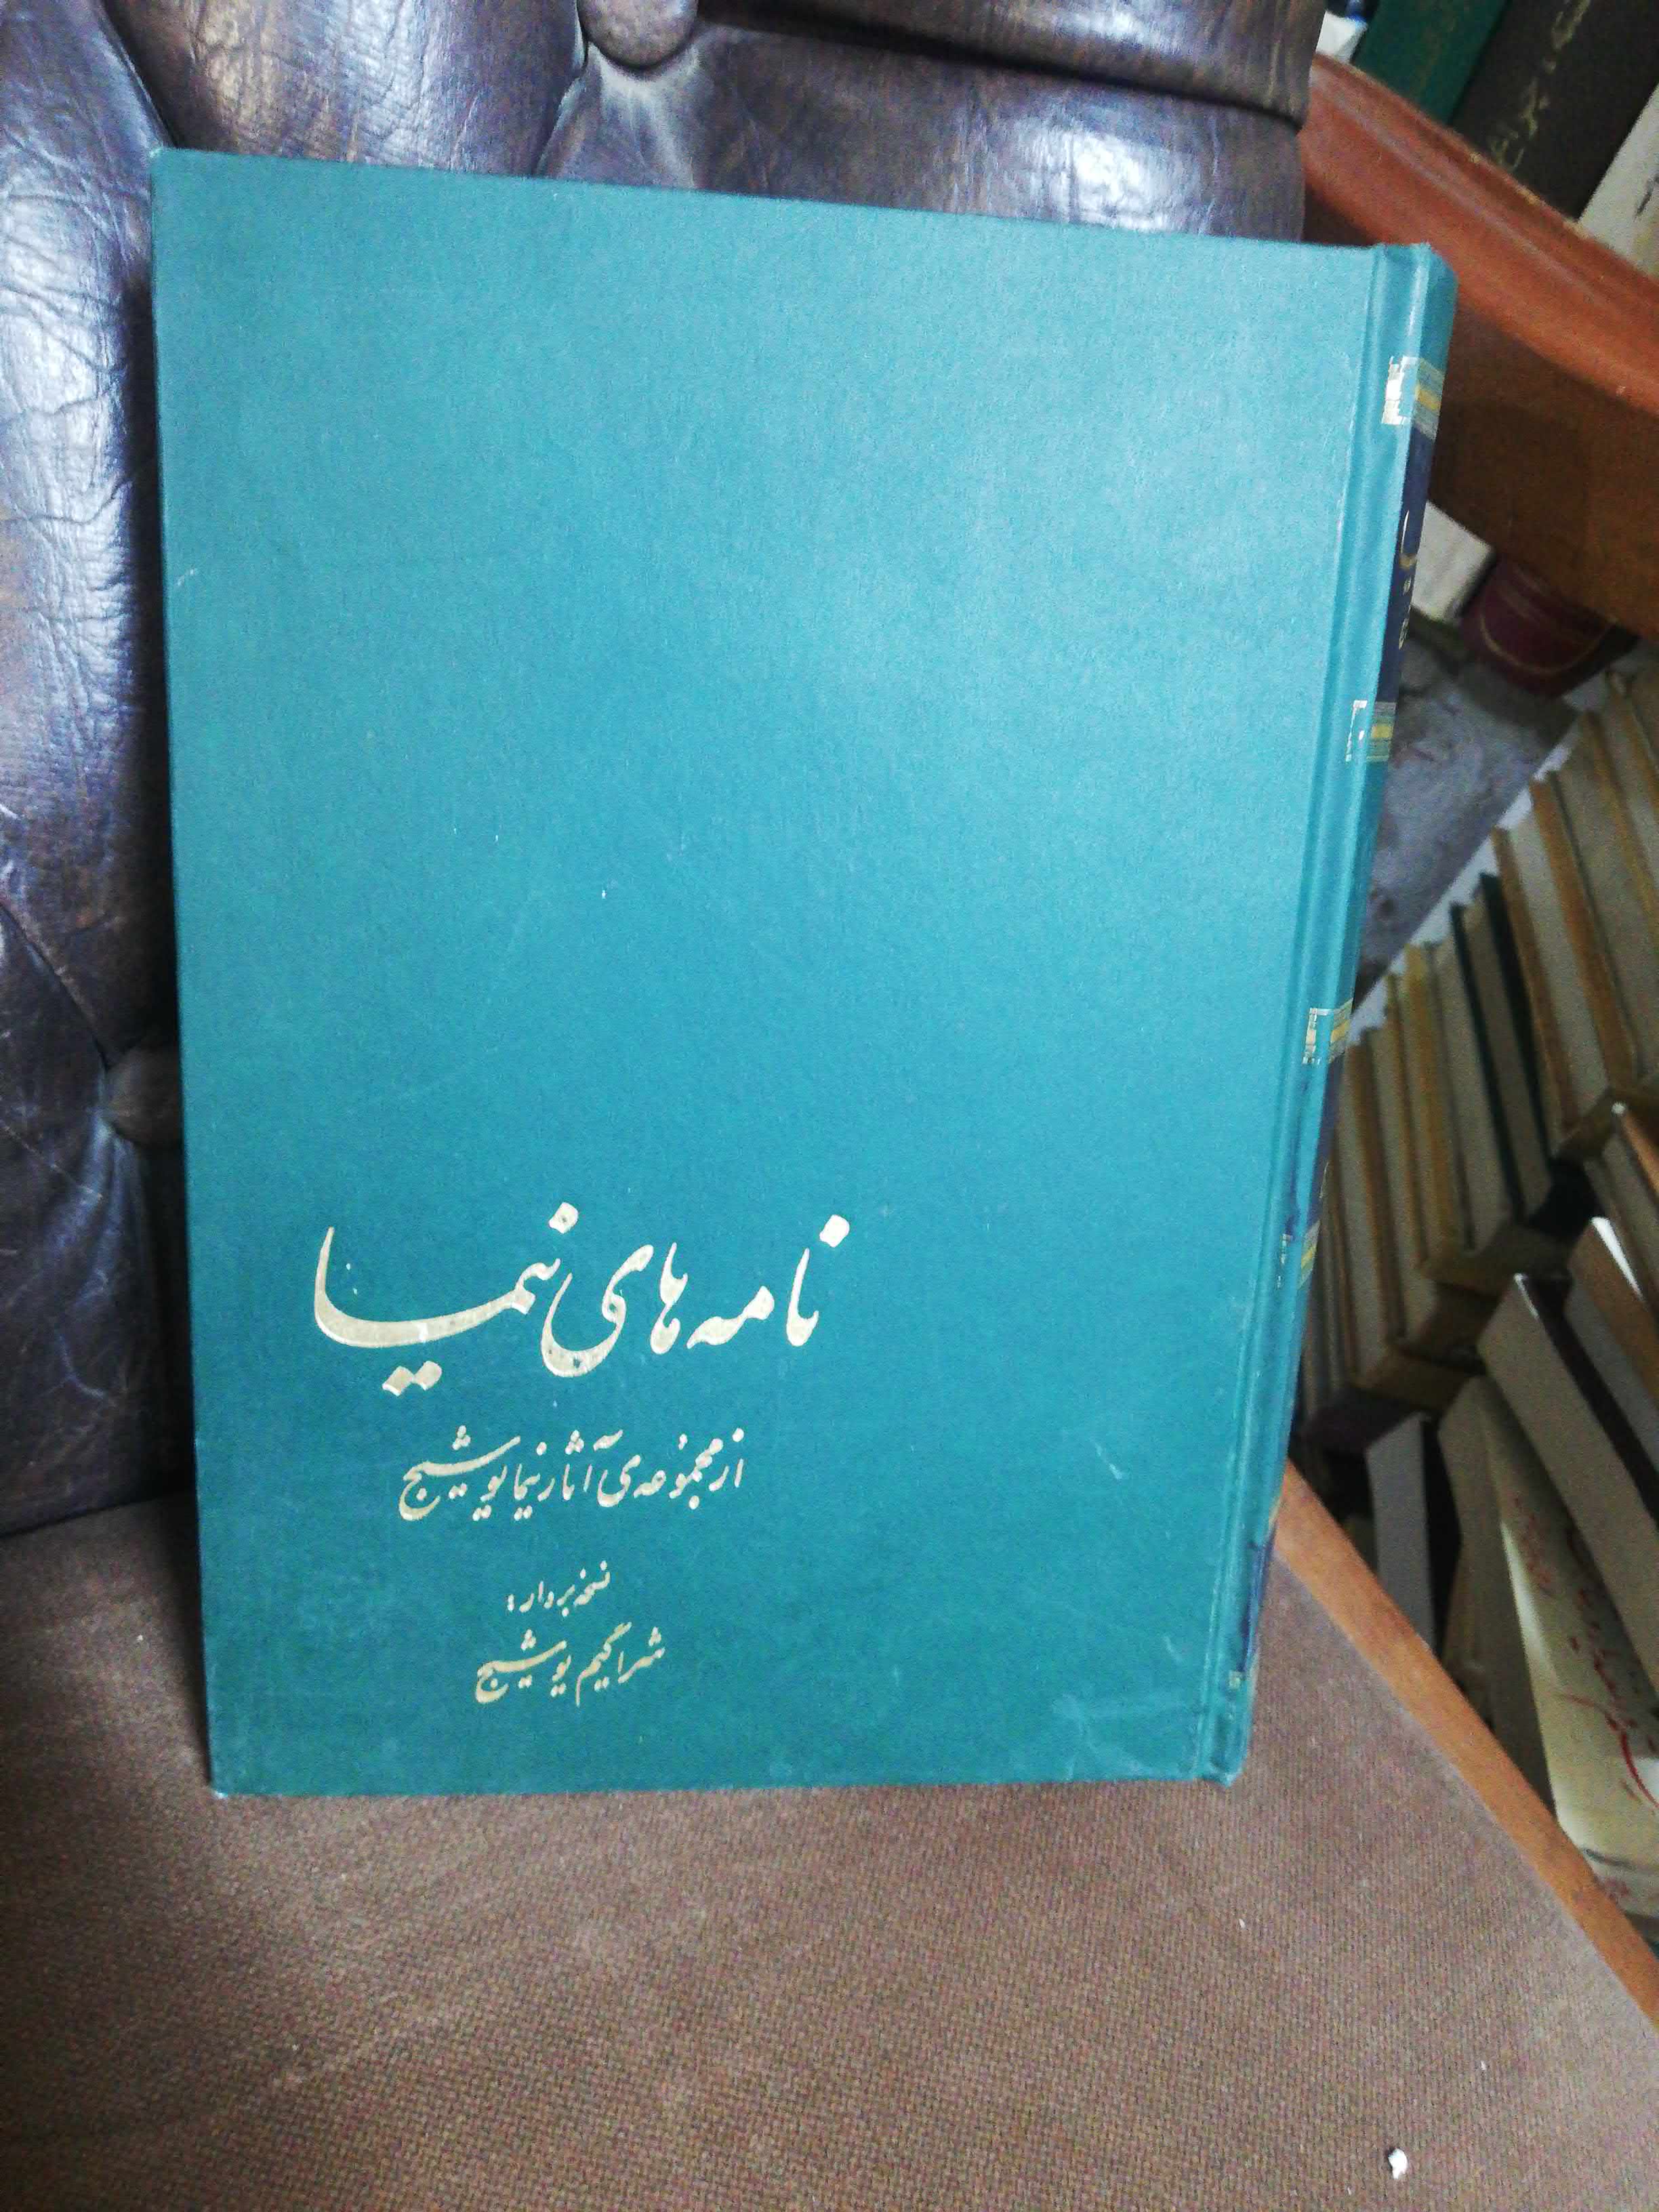 نامه های نیما
از مجموعه‌ی آثار نیما یوشیج
نسخه بردار:
شراگیم یوشیج